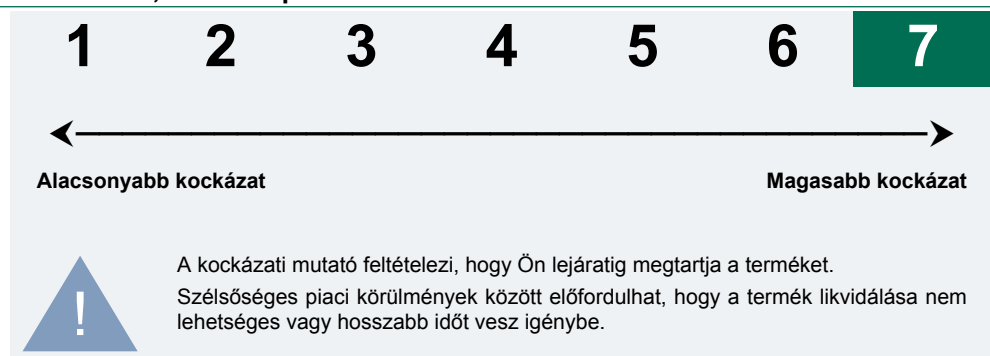 1 2 3 4 5 6 7
Alacsonyabb kockázat Magasabb kockázat
A kockázati mutató feltételezi, hogy Ön lejáratig megtartja a terméket.
Szélsőséges piaci körülmények között előfordulhat, hogy a termék likvidálása nem
lehetséges vagy hosszabb időt vesz igénybe.
!